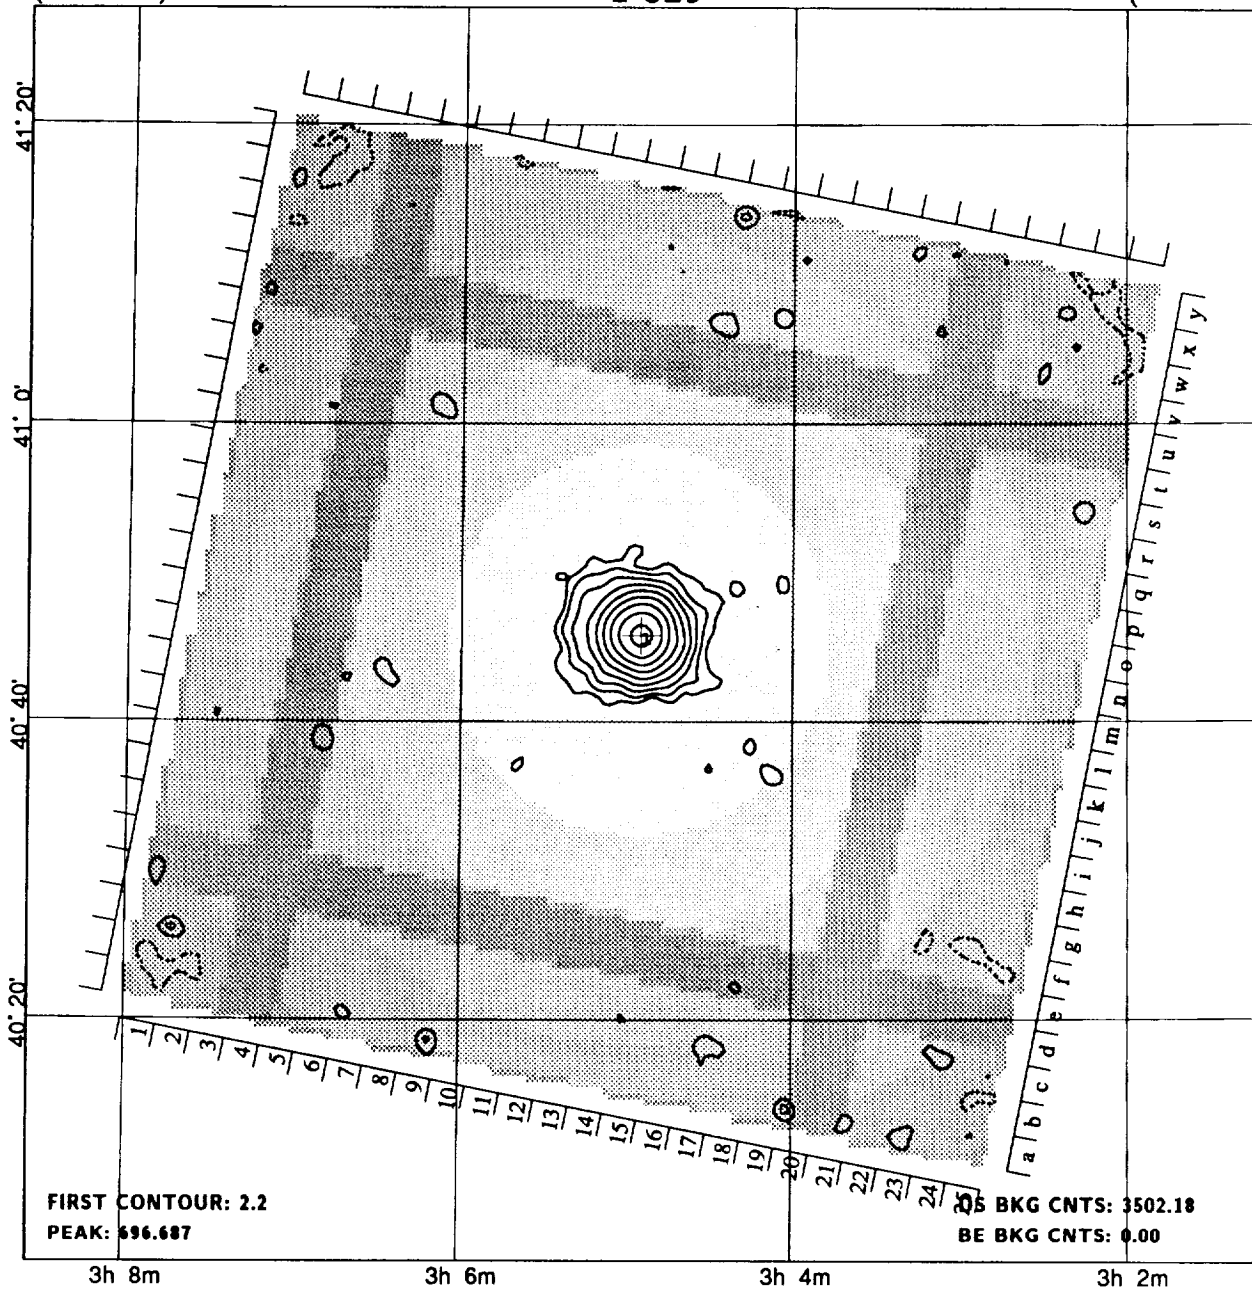 41° 20'
41° 0'
40° 40'
40° 20'
a b c d e f g h i j k l m n o p q r s t u v w x y
1 2 3 4 5 6 7 8 9 10 11 12 13 14 15 16 17 18 19 20 21 22 23 24 25
FIRST CONTOUR: 2.2
PEAK: 696.687
QS BKG CNTS: 3502.18
BE BKG CNTS: 0.00
3h 8m 3h 6m 3h 4m 3h 2m